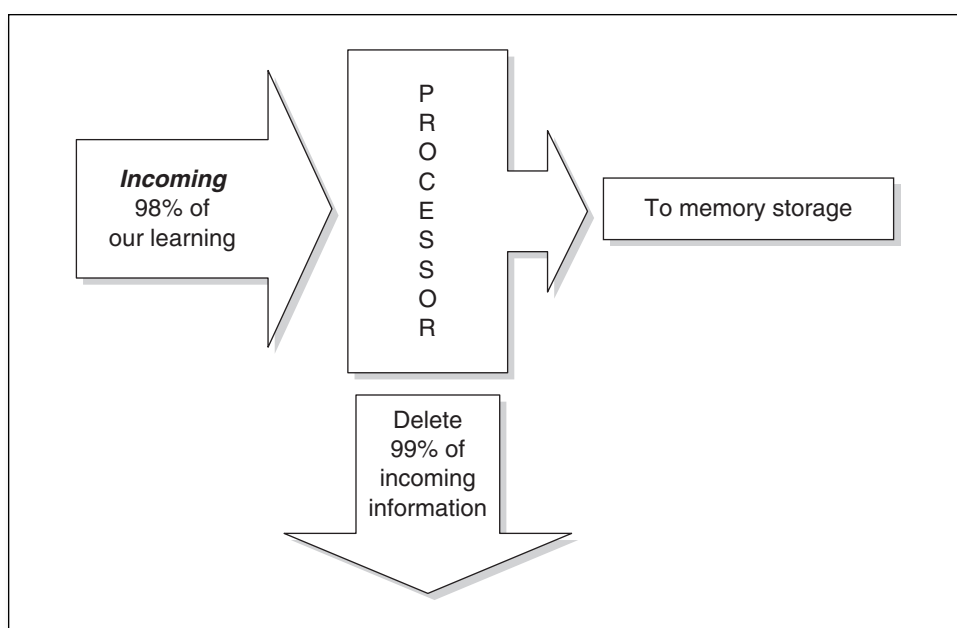 Incoming
98% of
our learning
P
R
O
C
E
S
S
O
R
To memory storage
Delete
99% of
incoming
information